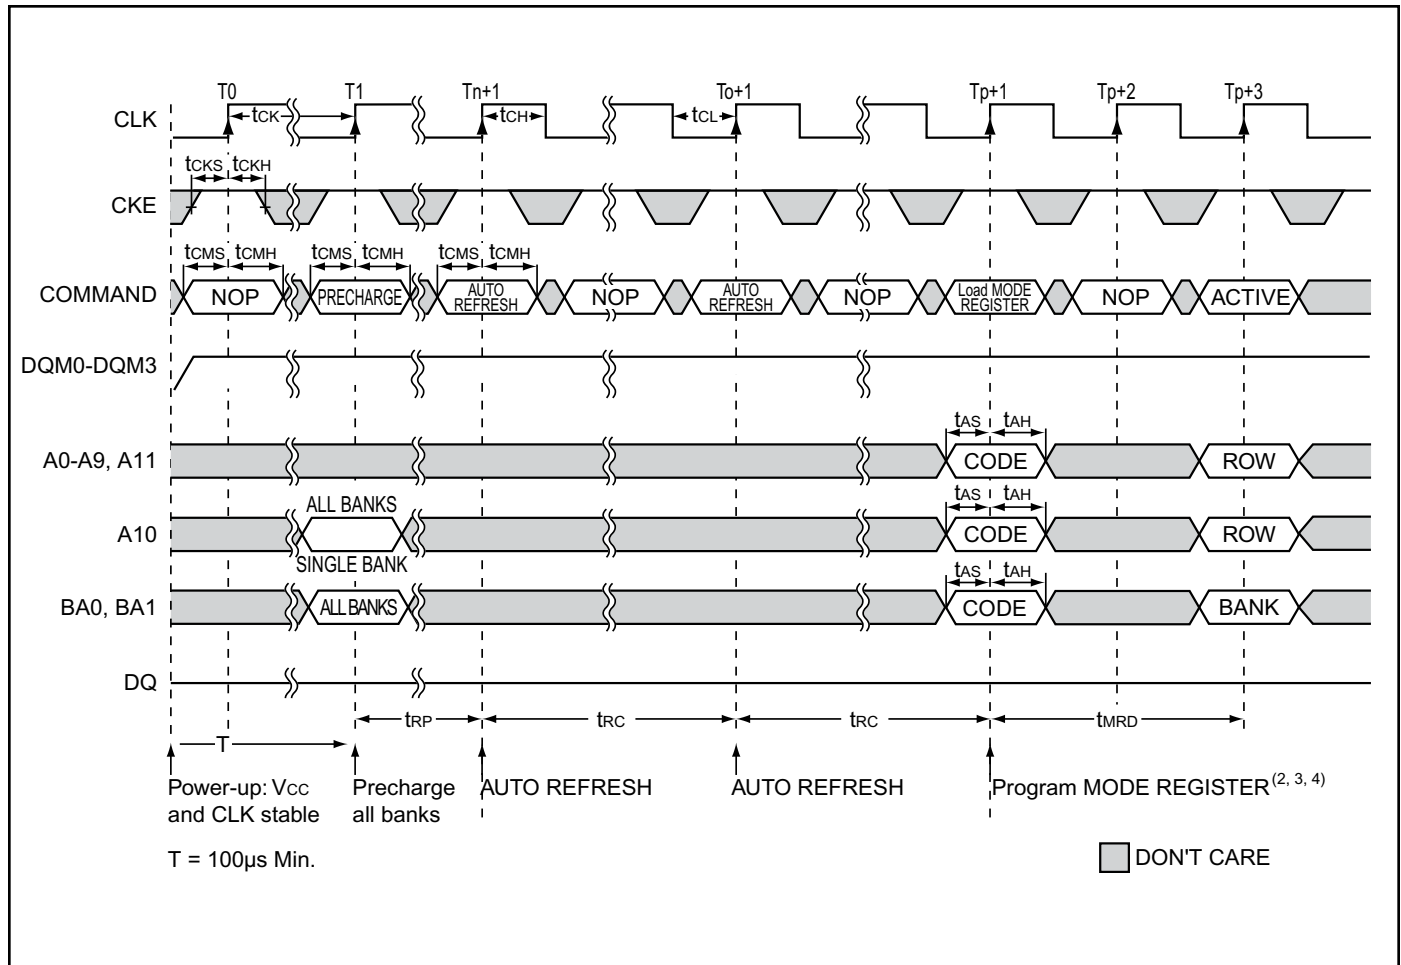 T0 T1 Tn+1 To+1 Tp+1 Tp+2 Tp+3
CLK tCK tCH tCL
tCKS tCKH
CKE
tCMS tCMH tCMS tCMH tCMS tCMH
COMMAND NOP PRECHARGE AUTO REFRESH NOP AUTO REFRESH NOP Load MODE REGISTER NOP ACTIVE
DQM0-DQM3
tAS tAH
A0-A9, A11 CODE ROW
ALL BANKS tAS tAH
A10 CODE ROW
SINGLE BANK tAS tAH
BA0, BA1 ALL BANKS CODE BANK
DQ
tRP tRC tRC tMRD
T
Power-up: VCC Precharge AUTO REFRESH AUTO REFRESH Program MODE REGISTER(2, 3, 4)
and CLK stable all banks
T = 100µs Min. DON'T CARE